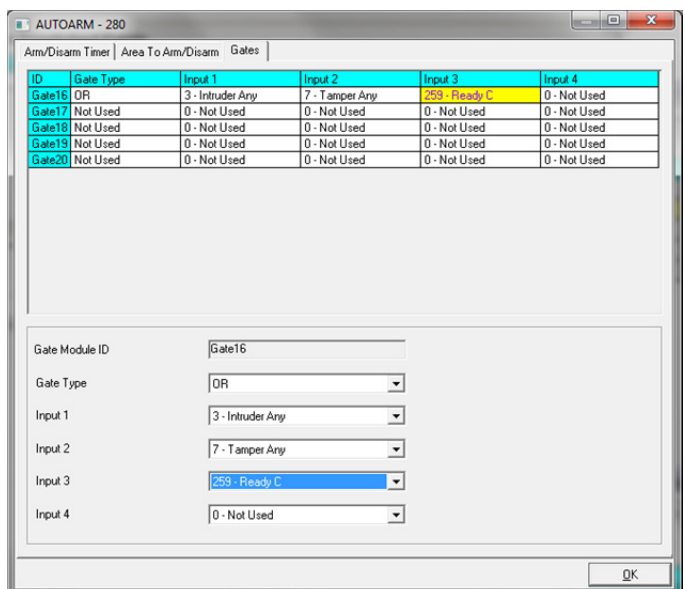 AUTOARM - 280
Arm/Disarm Timer Area To Arm/Disarm Gates
ID Gate Type Input 1 Input 2 Input 3 Input 4
Gate16 OR 3 - Intruder Any 7 - Tamper Any 259 - Ready C 0 - Not Used
Gate17 Not Used 0 - Not Used 0 - Not Used 0 - Not Used 0 - Not Used
Gate18 Not Used 0 - Not Used 0 - Not Used 0 - Not Used 0 - Not Used
Gate19 Not Used 0 - Not Used 0 - Not Used 0 - Not Used 0 - Not Used
Gate20 Not Used 0 - Not Used 0 - Not Used 0 - Not Used 0 - Not Used
Gate Module ID Gate16
Gate Type OR
Input 1 3 - Intruder Any
Input 2 7 - Tamper Any
Input 3 259 - Ready C
Input 4 0 - Not Used
OK